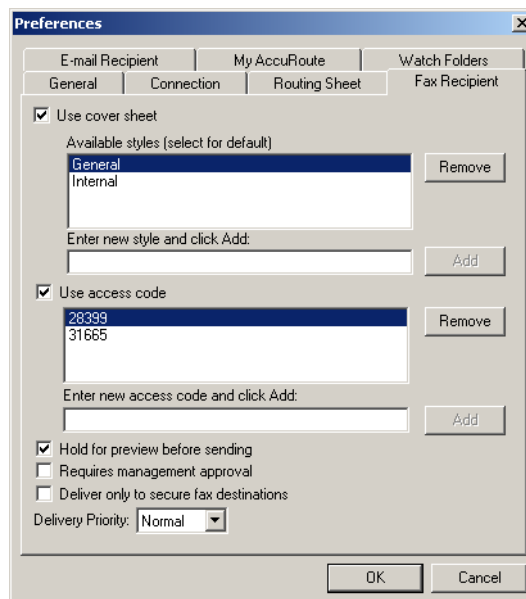 Preferences
E-mail Recipient My AccuRoute Watch Folders
General Connection Routing Sheet Fax Recipient
Use cover sheet
Available styles (select for default)
General
Internal
Remove
Enter new style and click Add:
Add
Use access code
28399
31665
Remove
Enter new access code and click Add:
Add
Hold for preview before sending
Requires management approval
Deliver only to secure fax destinations
Delivery Priority: Normal
OK Cancel